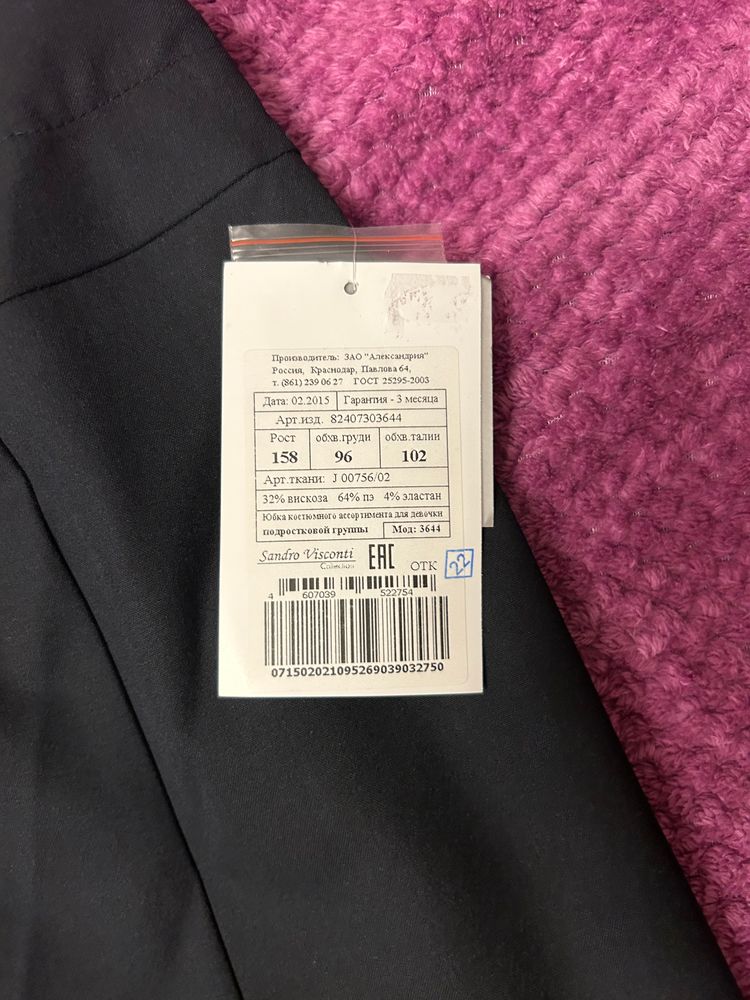 Производитель: ЗАО "Александрия"
Россия, Краснодар, Павлова 64,
т. (861) 239 06 27 ГОСТ 25295-2003
Дата: 02.2015 Гарантия - 3 месяца
Арт.изд. 82407303644
Рост обхв.груди обхв.талии
158 96 102
Арт.ткани: J 00756/02
32% вискоза 64% пэ 4% эластан
Юбка костюмного ассортимента для девочки
подростковой группы Мод: 3644
Sandro Visconti
Collection
EAC
ОТК 22
4 607039 522754
071502021095269039032750